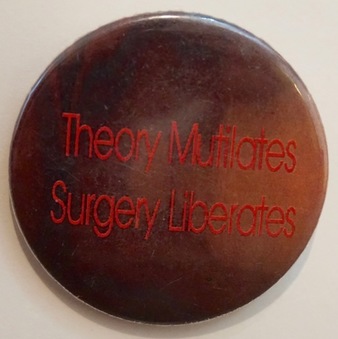 Theory Mutilates
Surgery Liberates